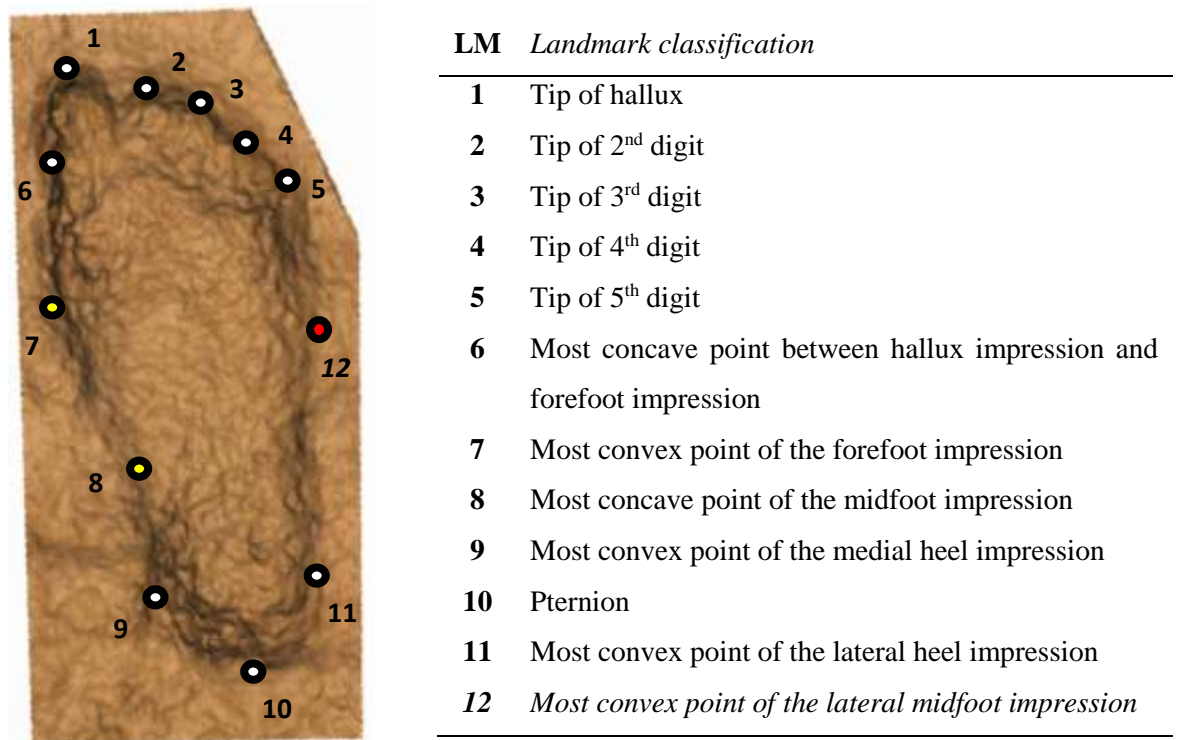 1
2
3
4
5
6
7
8
9
10
11
12
LM Landmark classification
1 Tip of hallux
2 Tip of 2nd digit
3 Tip of 3rd digit
4 Tip of 4th digit
5 Tip of 5th digit
6 Most concave point between hallux impression and
forefoot impression
7 Most convex point of the forefoot impression
8 Most concave point of the midfoot impression
9 Most convex point of the medial heel impression
10 Pternion
11 Most convex point of the lateral heel impression
12 Most convex point of the lateral midfoot impression